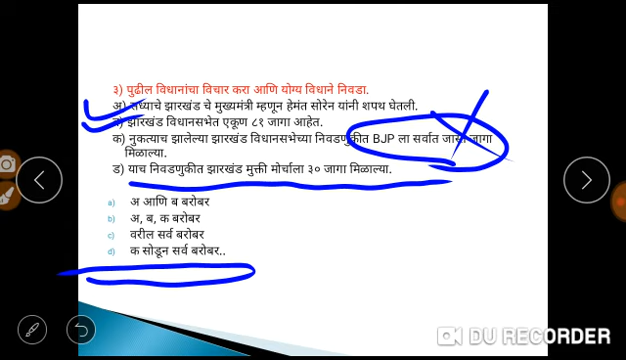 ३) पुढील विधानांचा विचार करा आणि योग्य विधाने निवडा.
अ) सध्याचे झारखंड चे मुख्यमंत्री म्हणून हेमंत सोरेन यांनी शपथ घेतली.
ब) झारखंड विधानसभेत एकूण ८१ जागा आहेत.
क) नुकत्याच झालेल्या झारखंड विधानसभेच्या निवडणुकीत BJP ला सर्वात जास्त जागा
मिळाल्या.
ड) याच निवडणुकीत झारखंड मुक्ती मोर्चाला ३० जागा मिळाल्या.
a) अ आणि ब बरोबर
b) अ, ब, क बरोबर
c) वरील सर्व बरोबर
d) क सोडून सर्व बरोबर..
DU RECORDER